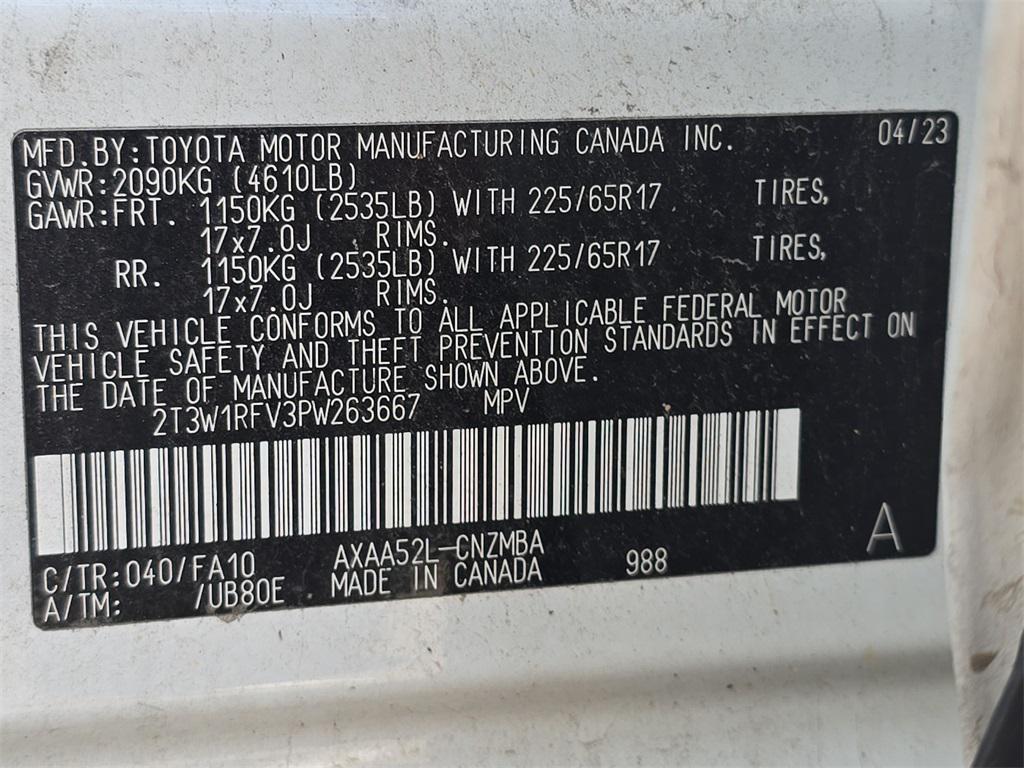 MFD.BY:TOYOTA MOTOR MANUFACTURING CANADA INC. 04/23
GVWR:2090KG (4610LB)
GAWR:FRT. 1150KG (2535LB) WITH 225/65R17 TIRES,
17x7.0J RIMS.
RR. 1150KG (2535LB) WITH 225/65R17 TIRES,
17x7.0J RIMS.
THIS VEHICLE CONFORMS TO ALL APPLICABLE FEDERAL MOTOR
VEHICLE SAFETY AND THEFT PREVENTION STANDARDS IN EFFECT ON
THE DATE OF MANUFACTURE SHOWN ABOVE.
2T3W1RFV3PW263667 MPV
A
C/TR:040/FA10 AXAA52L-CNZMBA 988
A/TM: /UB80E MADE IN CANADA